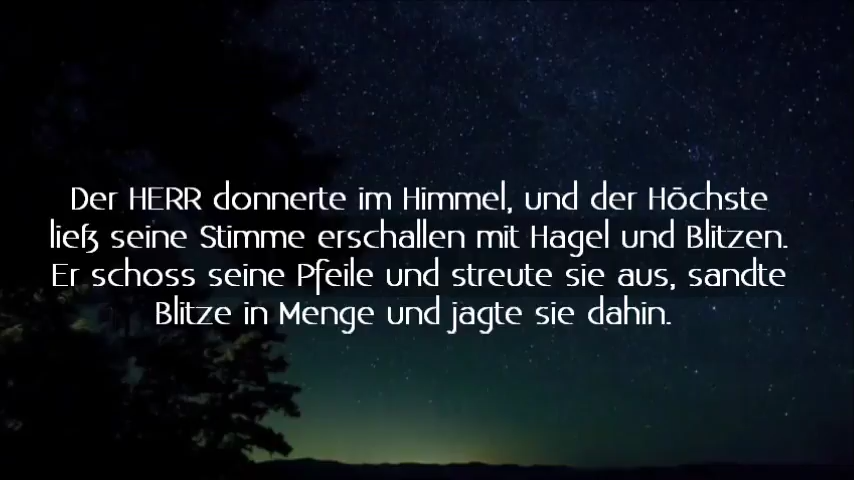 Der HERR donnerte im Himmel, und der Höchste
ließ seine Stimme erschallen mit Hagel und Blitzen.
Er schoss seine Pfeile und streute sie aus, sandte
Blitze in Menge und jagte sie dahin.